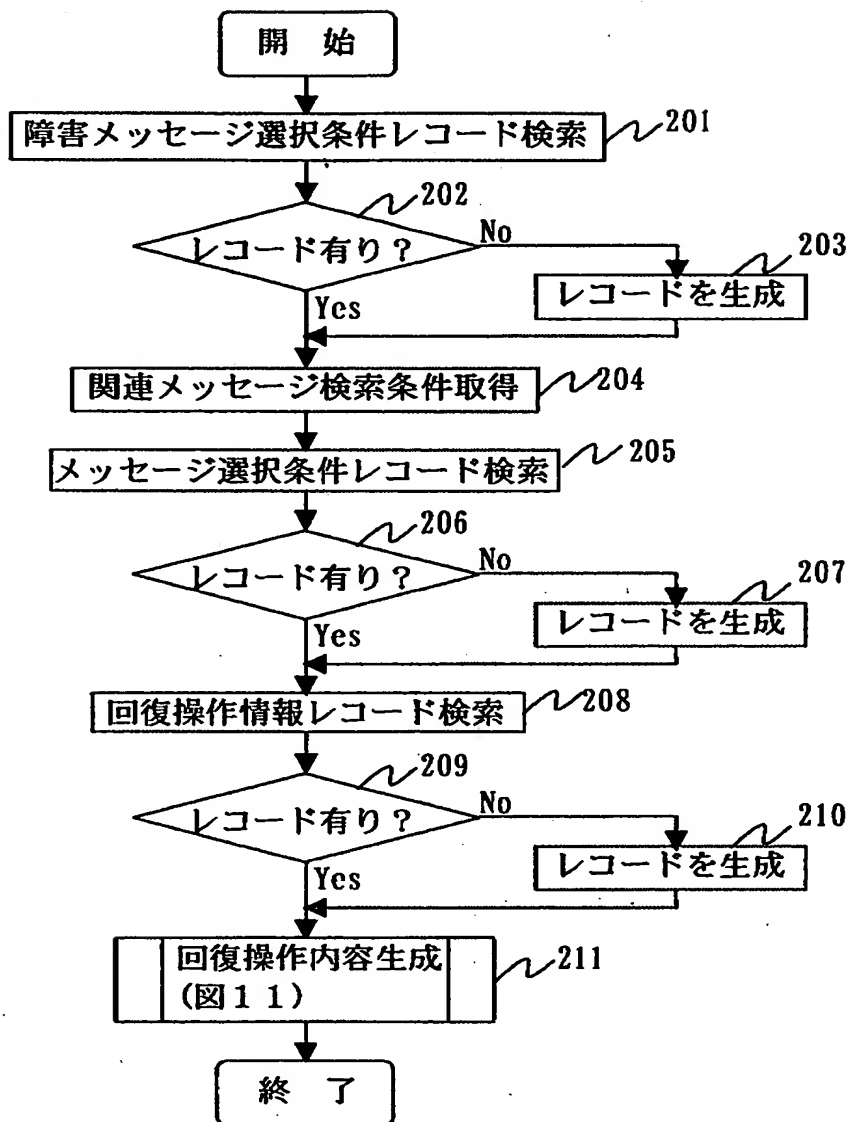 開 始
障害メッセージ選択条件レコード検索
201
202
レコード有り?
No
203
レコードを生成
Yes
関連メッセージ検索条件取得
204
メッセージ選択条件レコード検索
205
206
レコード有り?
No
207
レコードを生成
Yes
回復操作情報レコード検索
208
209
レコード有り?
No
210
レコードを生成
Yes
回復操作内容生成
(図11)
211
終 了